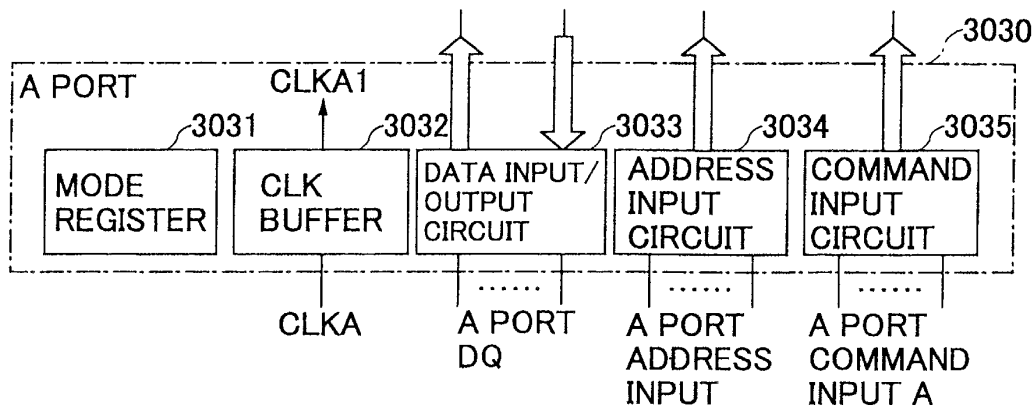 3030
A PORT
CLKA1
3031
3032
3033
3034
3035
MODE
REGISTER
CLK
BUFFER
DATA INPUT/
OUTPUT
CIRCUIT
ADDRESS
INPUT
CIRCUIT
COMMAND
INPUT
CIRCUIT
CLKA
......
A PORT
DQ
......
A PORT
ADDRESS
INPUT
......
A PORT
COMMAND
INPUT A